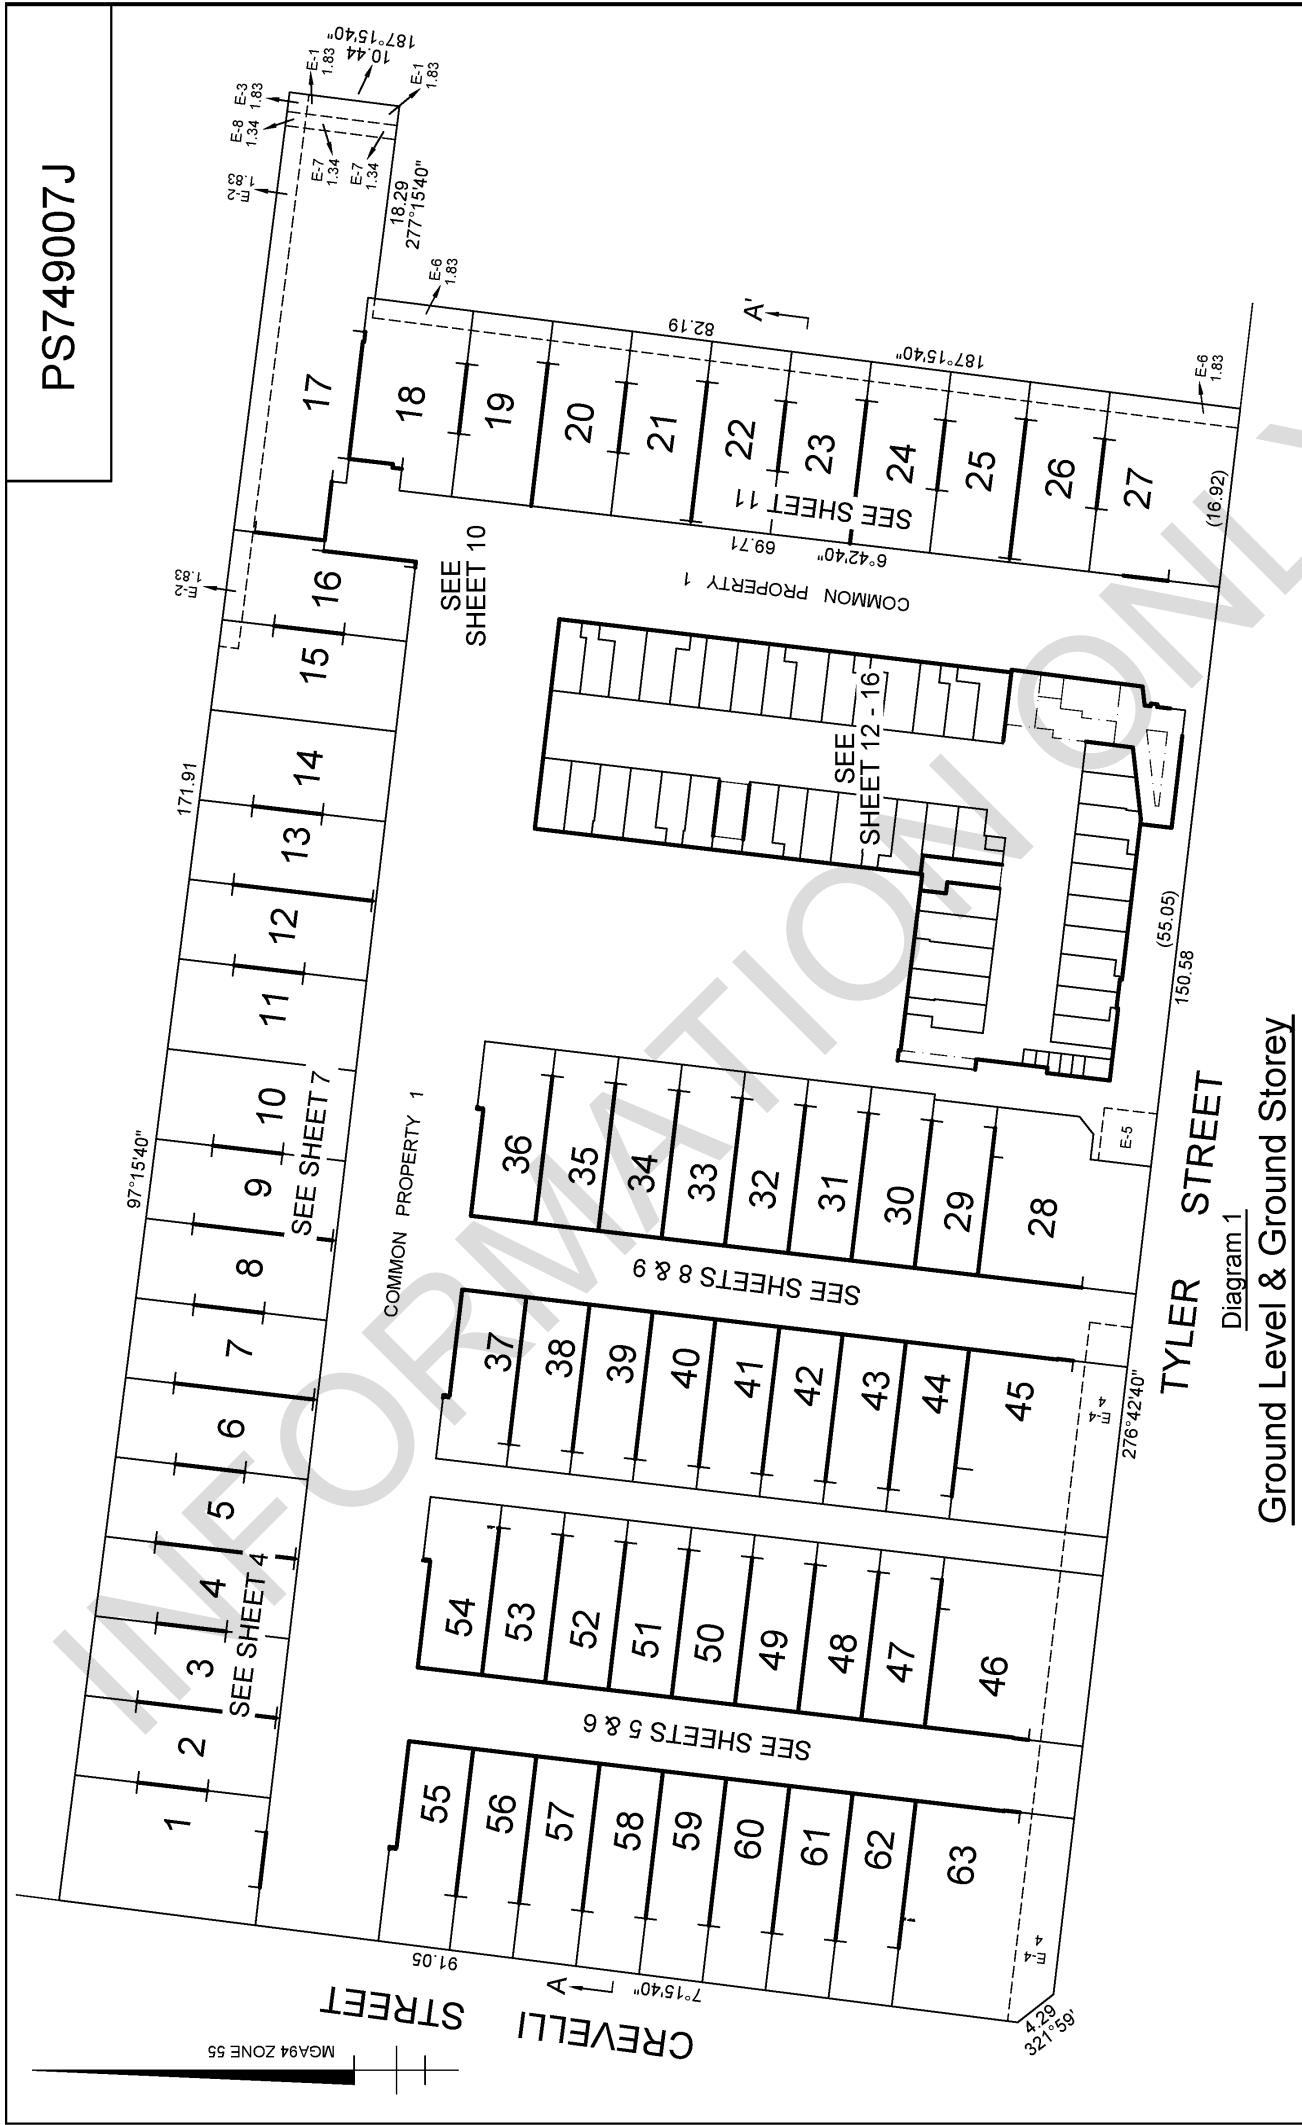 PS749007J
E-3
1.83
E-1
1.83
10.44
187°15'40"
E-8
1.34
E-1
1.83
E-7
1.34
E-7
1.34
E-2
1.83
18.29
277°15'40"
E-6
1.83
17
18
19
20
21
22
23
24
25
26
27
82.19
A'
187°15'40"
E-6
1.83
(16.92)
SEE SHEET 11
69.71
6°42'40"
COMMON PROPERTY 1
SEE
SHEET 10
E-2
1.83
16
15
14
13
12
11
10
9
8
7
6
5
4
3
2
1
171.91
97°15'40"
SEE SHEET 7
SEE SHEET 4
COMMON PROPERTY 1
SEE
SHEET 12 - 16
(55.05)
150.58
36
35
34
33
32
31
30
29
28
E-5
SEE SHEETS 8 & 9
37
38
39
40
41
42
43
44
45
E-4
4
276°42'40"
TYLER STREET
Diagram 1
Ground Level & Ground Storey
54
53
52
51
50
49
48
47
46
SEE SHEETS 5 & 6
55
56
57
58
59
60
61
62
63
E-4
4
91.05
A
7°15'40"
4.29
321°59'
CREVELLI
STREET
MGA94 ZONE 55
INFORMATION ONLY